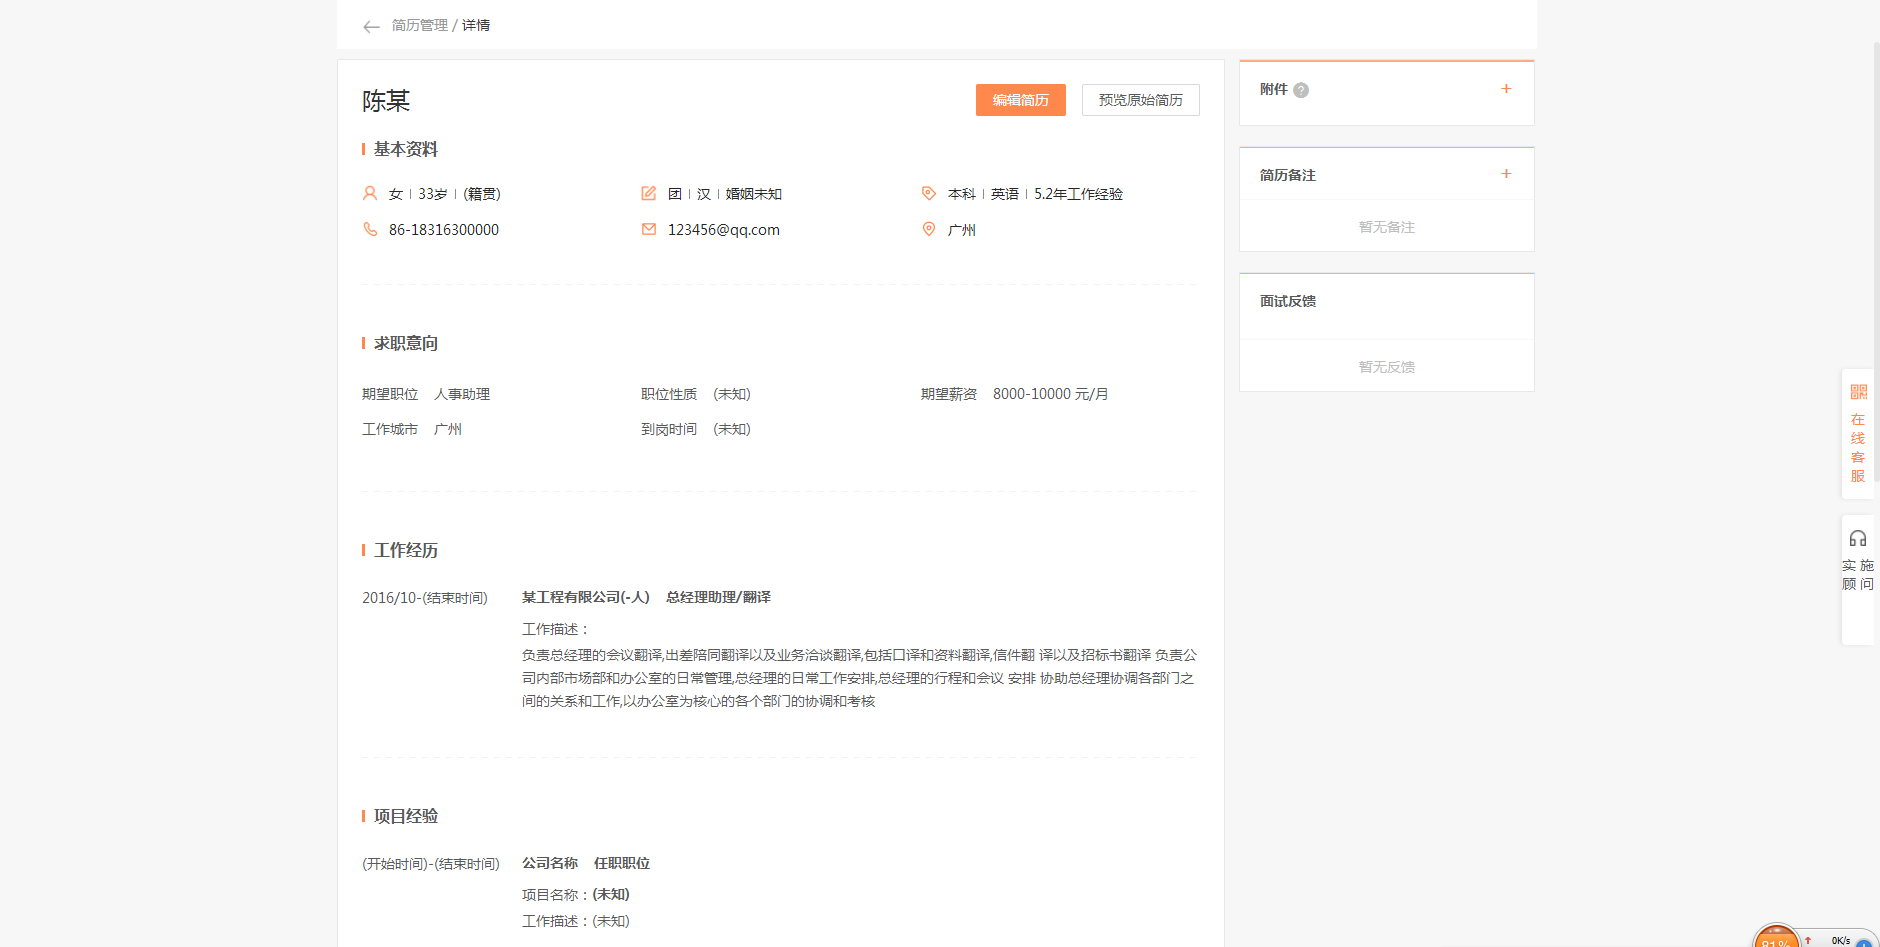 简历管理 / 详情
陈某
编辑简历
预览原始简历
基本资料
女 | 33岁 | (籍贯)
团 | 汉 | 婚姻未知
本科 | 英语 | 5.2年工作经验
86-18316300000
123456@qq.com
广州
求职意向
期望职位 人事助理
职位性质 (未知)
期望薪资 8000-10000 元/月
工作城市 广州
到岗时间 (未知)
工作经历
2016/10-(结束时间)
某工程有限公司(-人) 总经理助理/翻译
工作描述：
负责总经理的会议翻译,出差陪同翻译以及业务洽谈翻译,包括口译和资料翻译,信件翻 译以及招标书翻译 负责公
司内部市场部和办公室的日常管理,总经理的日常工作安排,总经理的行程和会议 安排 协助总经理协调各部门之
间的关系和工作,以办公室为核心的各个部门的协调和考核
项目经验
(开始时间)-(结束时间)
公司名称 任职职位
项目名称：(未知)
工作描述：(未知)
附件 ?
+
简历备注
+
暂无备注
面试反馈
暂无反馈
在
线
客
服
实 施
顾 问
81%
0K/s